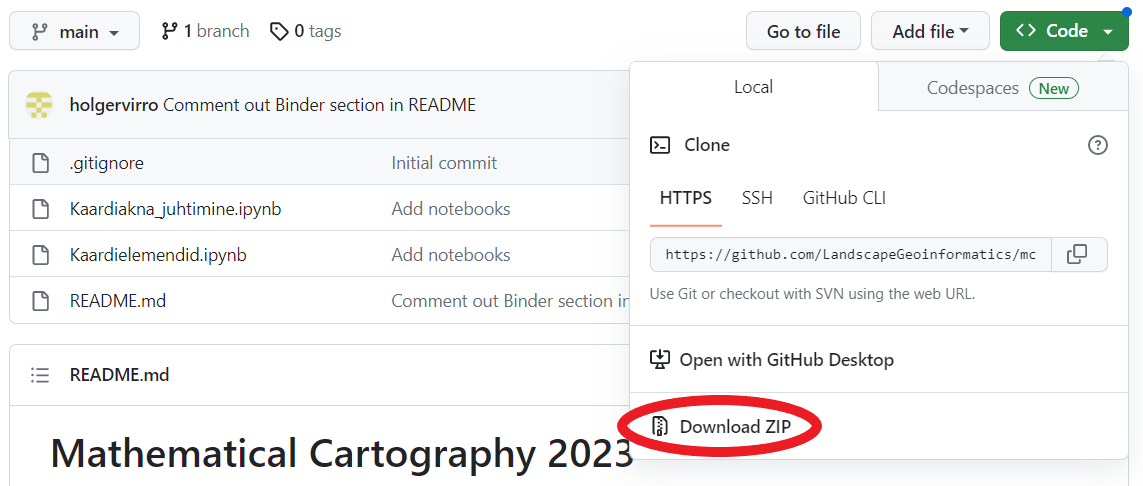 main 1 branch 0 tags Go to file Add file Code
holgervirro Comment out Binder section in README
.gitignore Initial commit
Kaardiakna_juhtimine.ipynb Add notebooks
Kaardielemendid.ipynb Add notebooks
README.md Comment out Binder section in
README.md
Mathematical Cartography 2023
Local Codespaces New
Clone
HTTPS SSH GitHub CLI
https://github.com/LandscapeGeoinformatics/mc
Use Git or checkout with SVN using the web URL.
Open with GitHub Desktop
Download ZIP